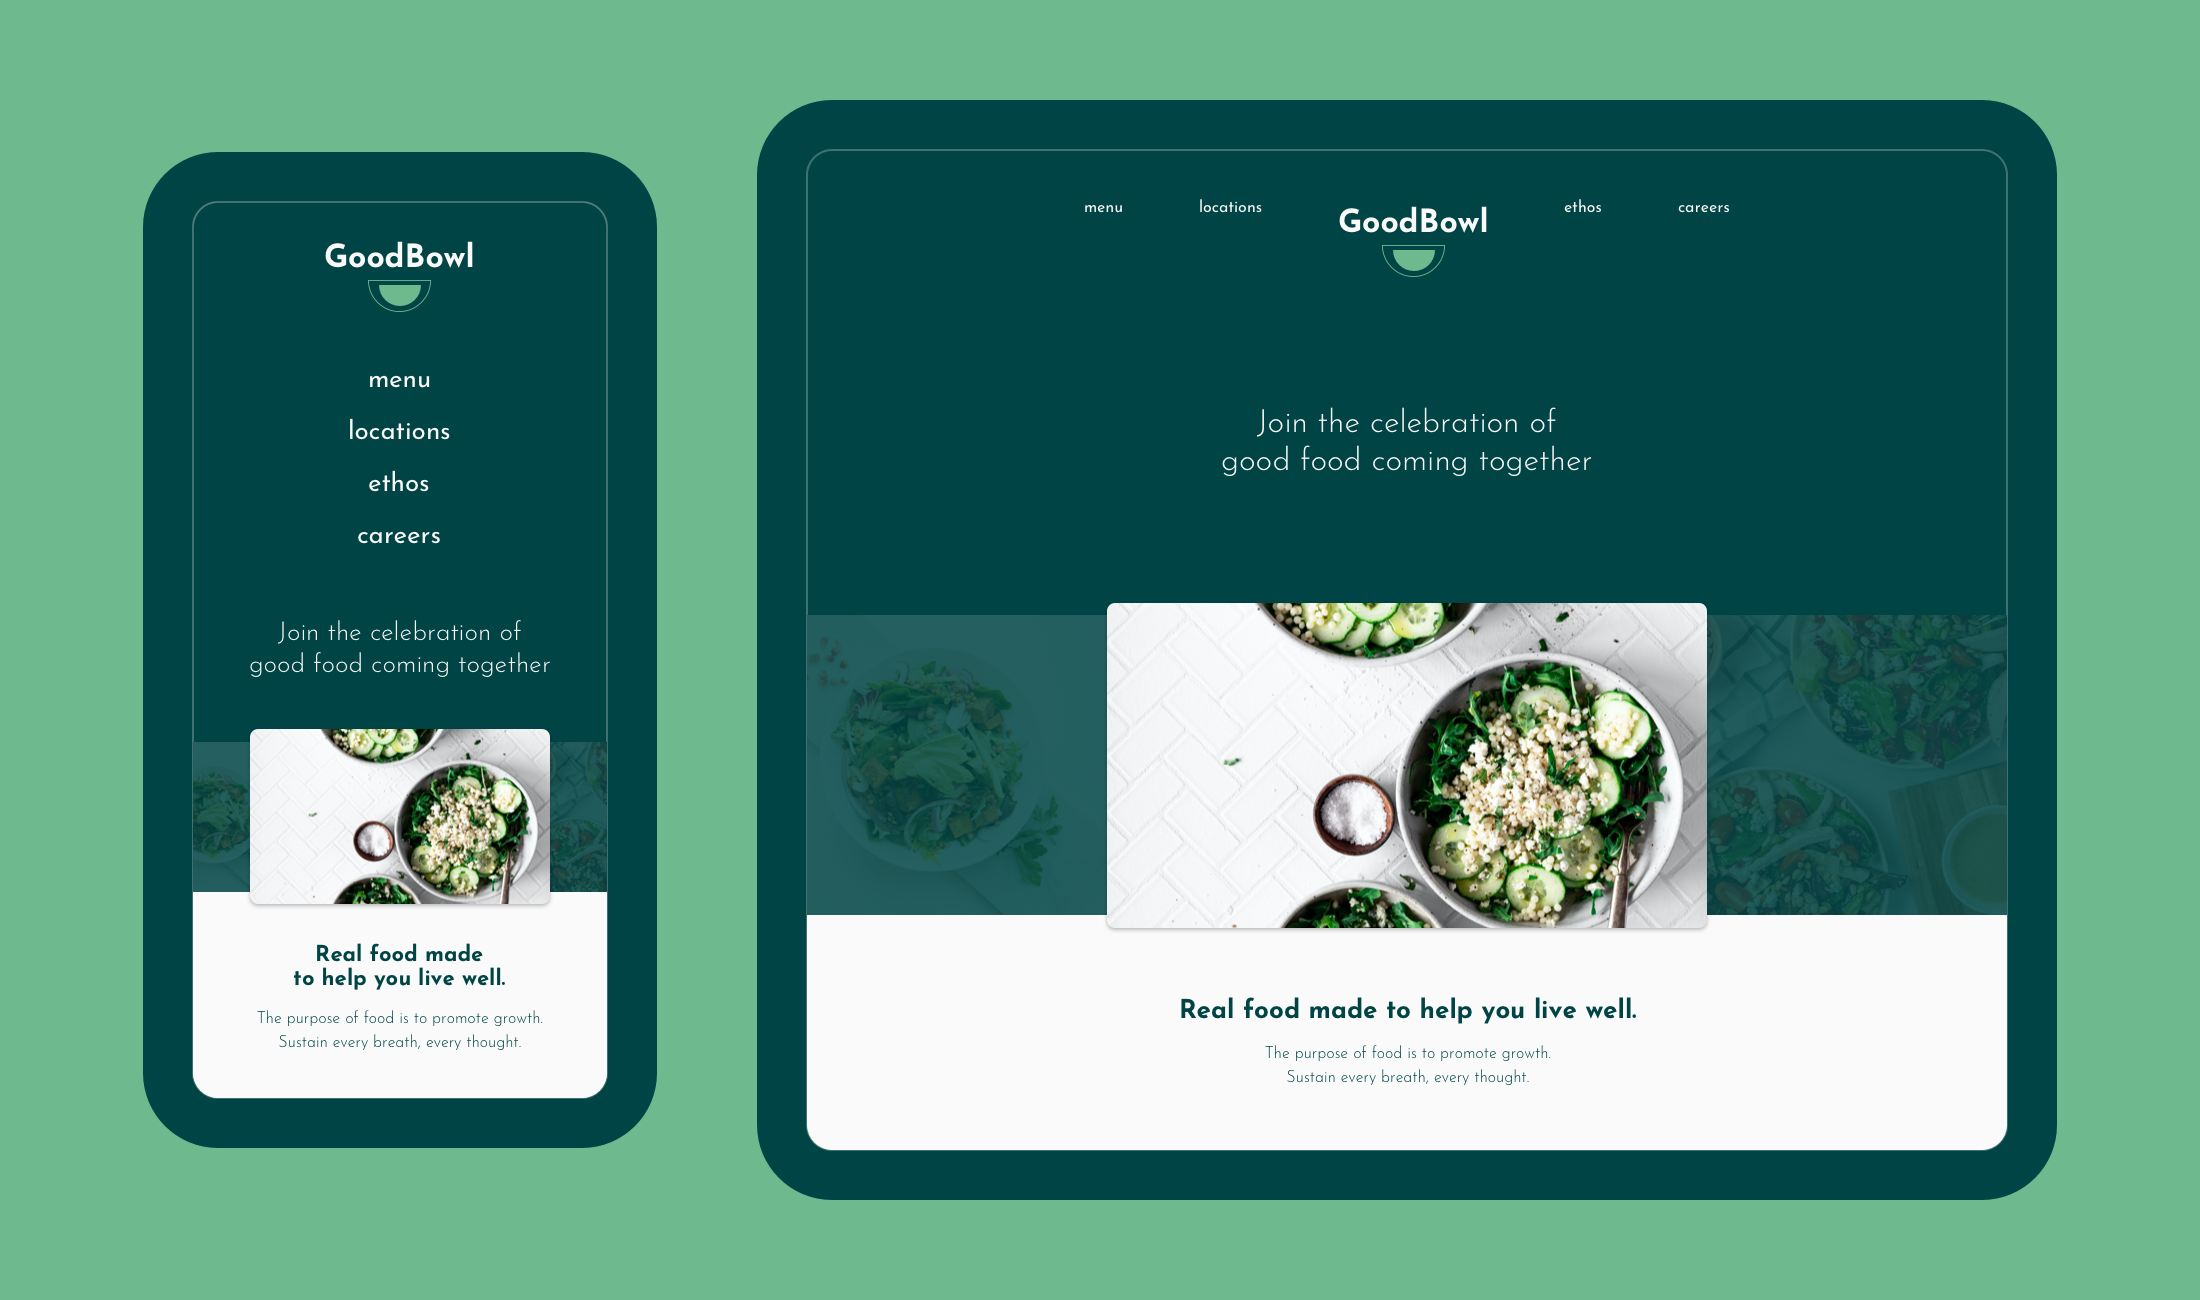 GoodBowl
menu
locations
ethos
careers
Join the celebration of
good food coming together
Real food made
to help you live well.
The purpose of food is to promote growth.
Sustain every breath, every thought.
menu
locations
GoodBowl
ethos
careers
Join the celebration of
good food coming together
Real food made to help you live well.
The purpose of food is to promote growth.
Sustain every breath, every thought.